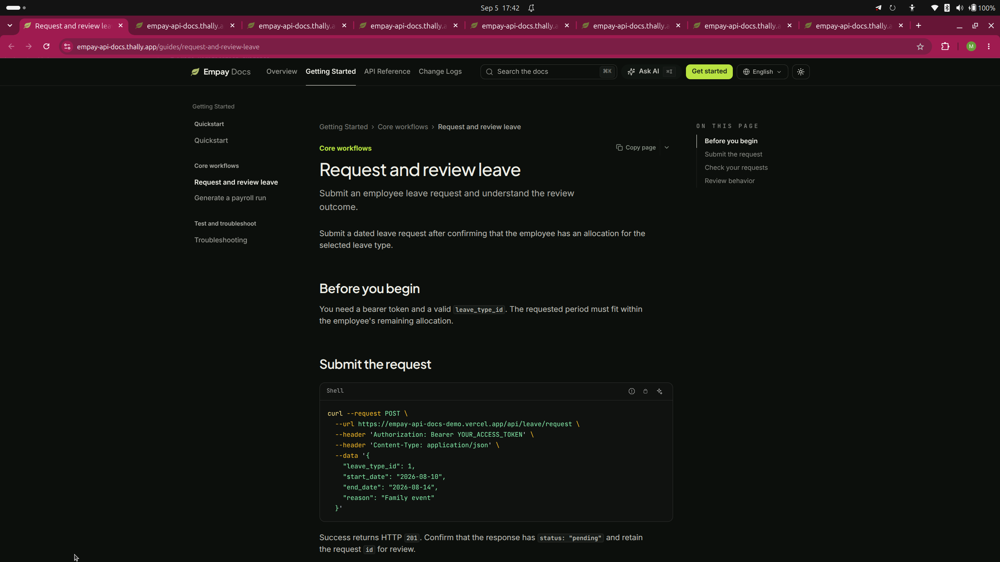 Sep 5 17:42
100%
Request and review lea
empay-api-docs.thally.a
empay-api-docs.thally.a
empay-api-docs.thally.a
empay-api-docs.thally.a
empay-api-docs.thally.a
empay-api-docs.thally.a
empay-api-docs.thally.a
empay-api-docs.thally.app/guides/request-and-review-leave
M
Empay Docs
Overview
Getting Started
API Reference
Change Logs
Search the docs
⌘K
Ask AI
⌘I
Get started
English
Getting Started
Quickstart
Quickstart
Core workflows
Request and review leave
Generate a payroll run
Test and troubleshoot
Troubleshooting
Getting Started > Core workflows > Request and review leave
Core workflows
Copy page
Request and review leave
Submit an employee leave request and understand the review
outcome.
Submit a dated leave request after confirming that the employee has an allocation for the
selected leave type.
Before you begin
You need a bearer token and a valid leave_type_id. The requested period must fit within
the employee's remaining allocation.
Submit the request
Shell
curl --request POST \
--url https://empay-api-docs-demo.vercel.app/api/leave/request \
--header 'Authorization: Bearer YOUR_ACCESS_TOKEN' \
--header 'Content-Type: application/json' \
--data '{
"leave_type_id": 1,
"start_date": "2026-08-10",
"end_date": "2026-08-14",
"reason": "Family event"
}'
Success returns HTTP 201. Confirm that the response has status: "pending" and retain
the request id for review.
ON THIS PAGE
Before you begin
Submit the request
Check your requests
Review behavior